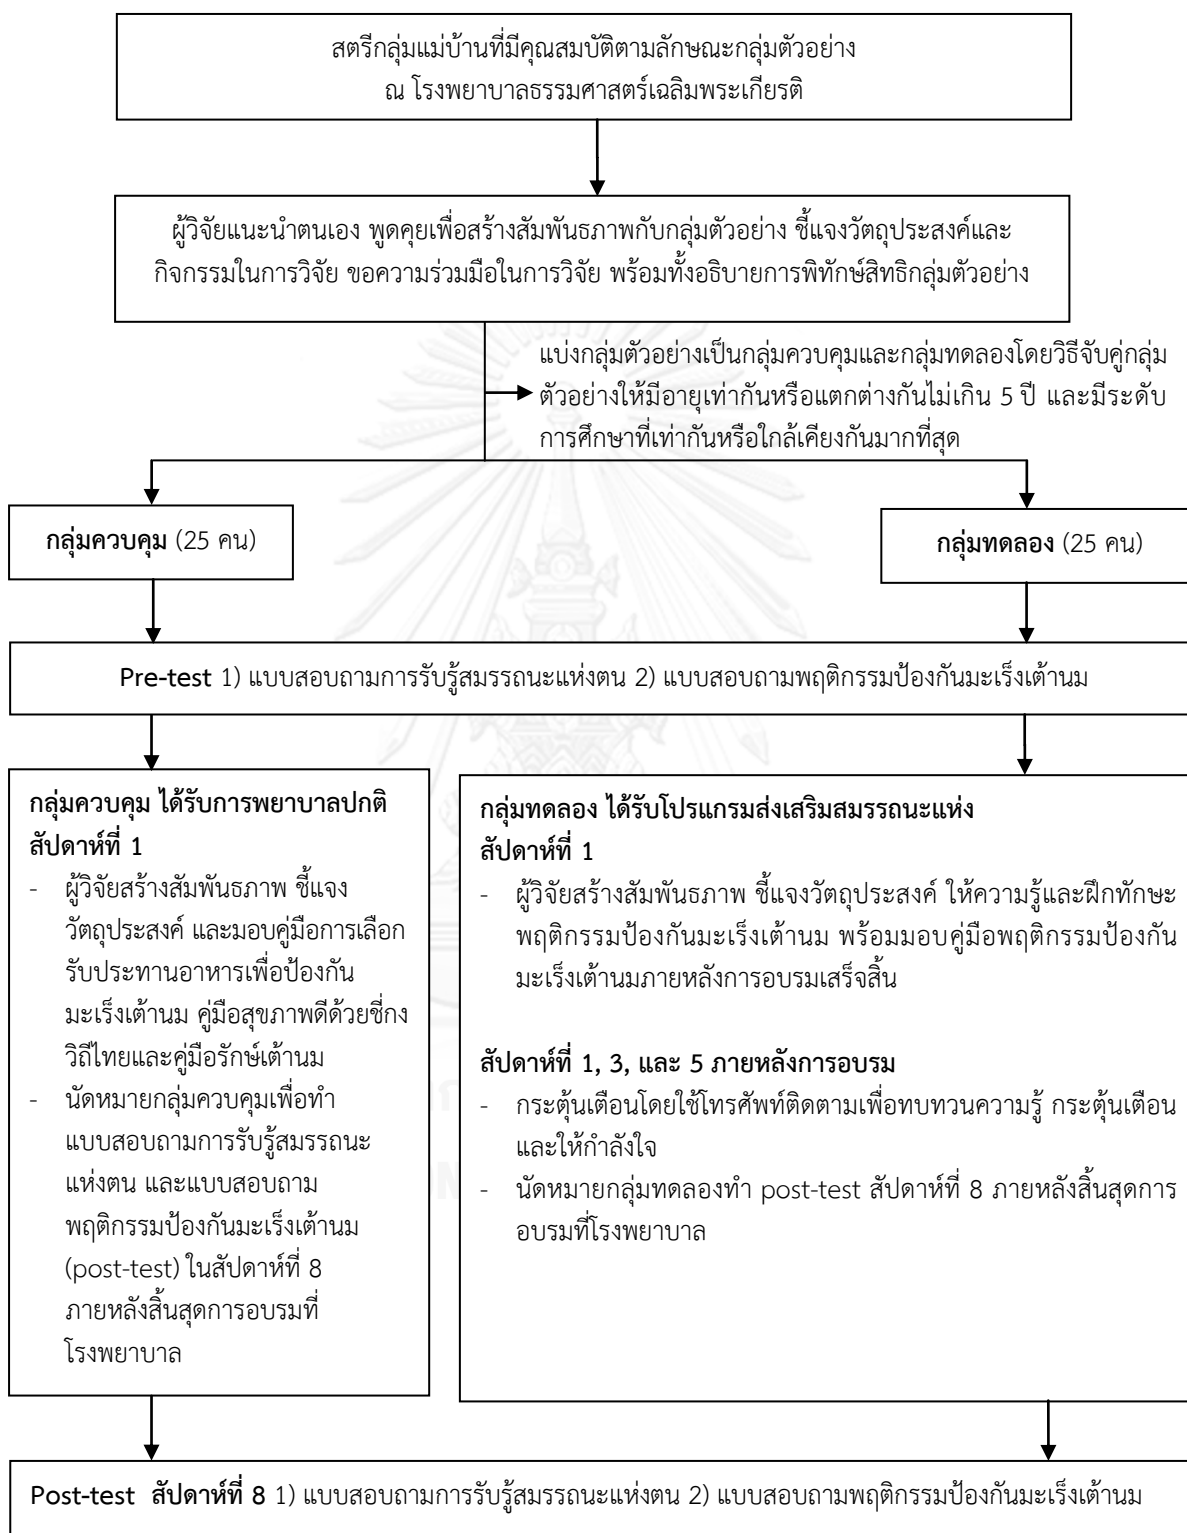 สตรีกลุ่มแม่บ้านที่มีคุณสมบัติตามลักษณะกลุ่มตัวอย่าง
ณ โรงพยาบาลธรรมศาสตร์เฉลิมพระเกียรติ
ผู้วิจัยแนะนำตนเอง พูดคุยเพื่อสร้างสัมพันธภาพกับกลุ่มตัวอย่าง ชี้แจงวัตถุประสงค์และ
กิจกรรมในการวิจัย ขอความร่วมมือในการวิจัย พร้อมทั้งอธิบายการพิทักษ์สิทธิกลุ่มตัวอย่าง
แบ่งกลุ่มตัวอย่างเป็นกลุ่มควบคุมและกลุ่มทดลองโดยวิธีจับคู่กลุ่ม
ตัวอย่างให้มีอายุเท่ากันหรือแตกต่างกันไม่เกิน 5 ปี และมีระดับ
การศึกษาที่เท่ากันหรือใกล้เคียงกันมากที่สุด
กลุ่มควบคุม (25 คน)
กลุ่มทดลอง (25 คน)
Pre-test 1) แบบสอบถามการรับรู้สมรรถนะแห่งตน 2) แบบสอบถามพฤติกรรมป้องกันมะเร็งเต้านม
กลุ่มควบคุม ได้รับการพยาบาลปกติ
สัปดาห์ที่ 1
- ผู้วิจัยสร้างสัมพันธภาพ ชี้แจง
วัตถุประสงค์ และมอบคู่มือการเลือก
รับประทานอาหารเพื่อป้องกัน
มะเร็งเต้านม คู่มือสุขภาพดีด้วยชี่กง
วิถีไทยและคู่มือรักษ์เต้านม
- นัดหมายกลุ่มควบคุมเพื่อทำ
แบบสอบถามการรับรู้สมรรถนะ
แห่งตน และแบบสอบถาม
พฤติกรรมป้องกันมะเร็งเต้านม
(post-test) ในสัปดาห์ที่ 8
ภายหลังสิ้นสุดการอบรมที่
โรงพยาบาล
กลุ่มทดลอง ได้รับโปรแกรมส่งเสริมสมรรถนะแห่ง
สัปดาห์ที่ 1
- ผู้วิจัยสร้างสัมพันธภาพ ชี้แจงวัตถุประสงค์ ให้ความรู้และฝึกทักษะ
พฤติกรรมป้องกันมะเร็งเต้านม พร้อมมอบคู่มือพฤติกรรมป้องกัน
มะเร็งเต้านมภายหลังการอบรมเสร็จสิ้น
สัปดาห์ที่ 1, 3, และ 5 ภายหลังการอบรม
- กระตุ้นเตือนโดยใช้โทรศัพท์ติดตามเพื่อทบทวนความรู้ กระตุ้นเตือน
และให้กำลังใจ
- นัดหมายกลุ่มทดลองทำ post-test สัปดาห์ที่ 8 ภายหลังสิ้นสุดการ
อบรมที่โรงพยาบาล
Post-test สัปดาห์ที่ 8 1) แบบสอบถามการรับรู้สมรรถนะแห่งตน 2) แบบสอบถามพฤติกรรมป้องกันมะเร็งเต้านม